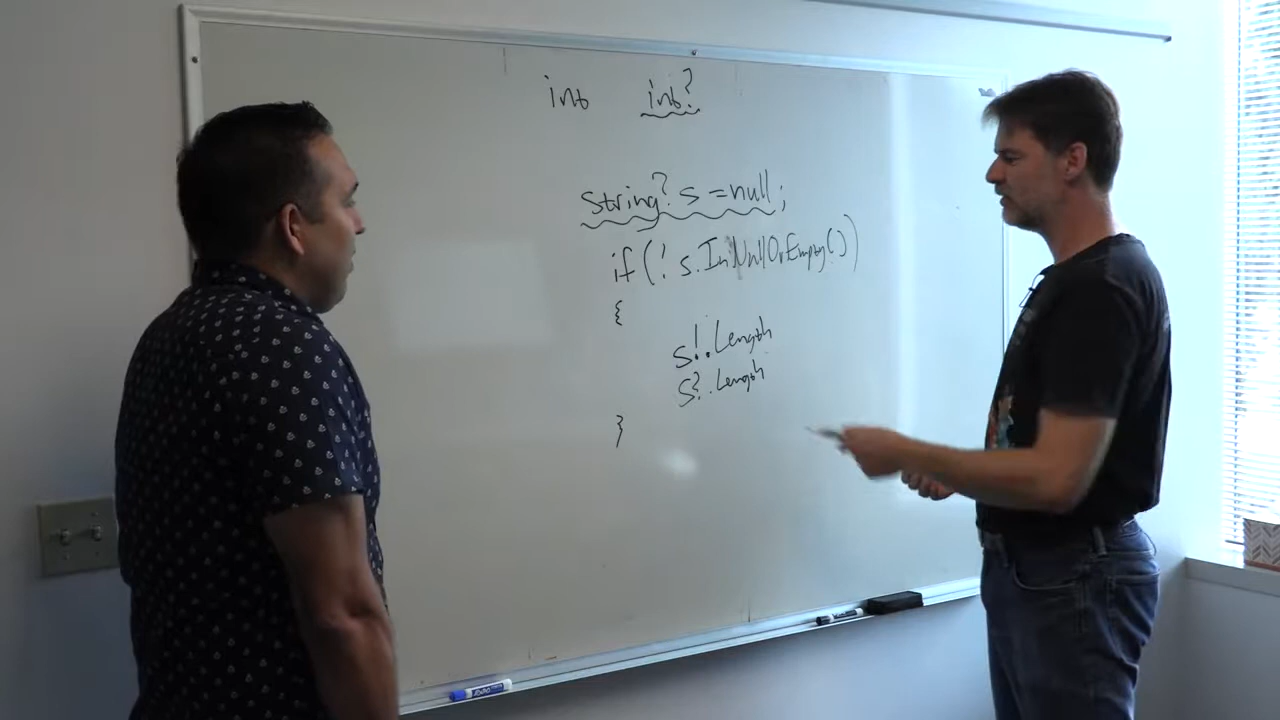 int int?
string? s = null;
if (! s.IsNullOrEmpty())
{
s!.Length
s?.Length
}